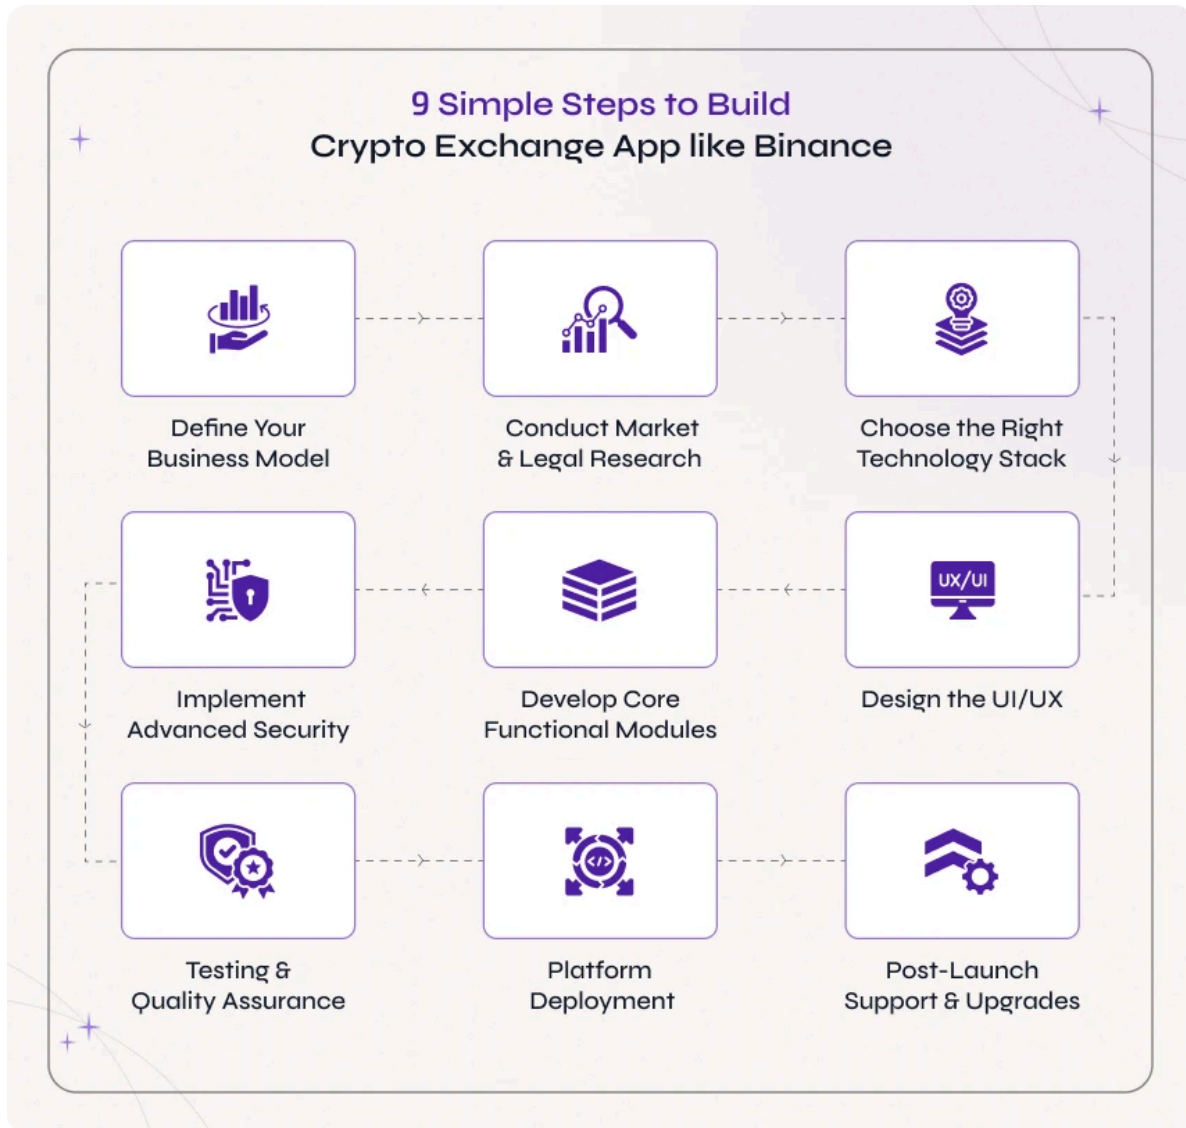 9 Simple Steps to Build
Crypto Exchange App like Binance
Define Your
Business Model
Conduct Market
& Legal Research
Choose the Right
Technology Stack
UX/UI
Design the UI/UX
Develop Core
Functional Modules
Implement
Advanced Security
Testing &
Quality Assurance
</>
Platform
Deployment
Post-Launch
Support & Upgrades